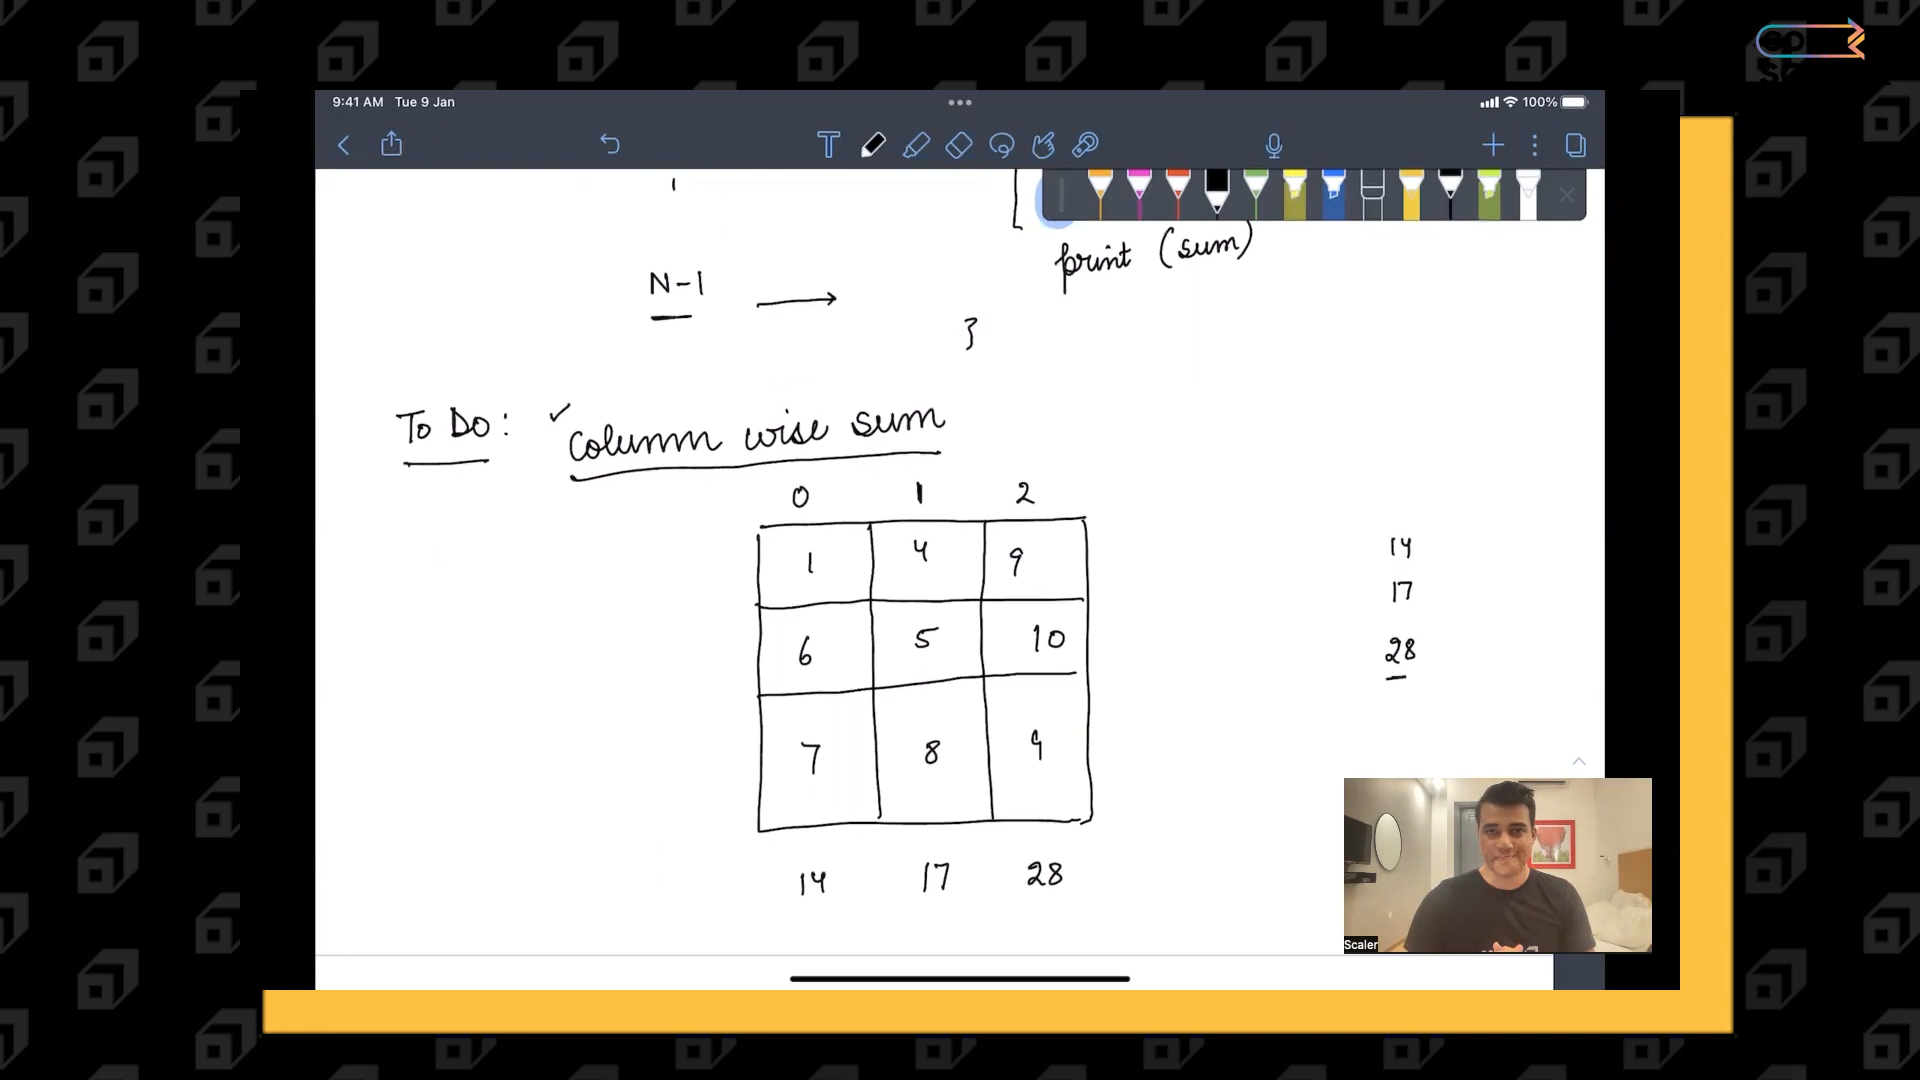 9:41 AM Tue 9 Jan
100%
print (sum)
N-1
}
To Do: ✓ Column wise sum
0 1 2
1 4 9
6 5 10
7 8 9
14 17 28
14
17
28
Scaler